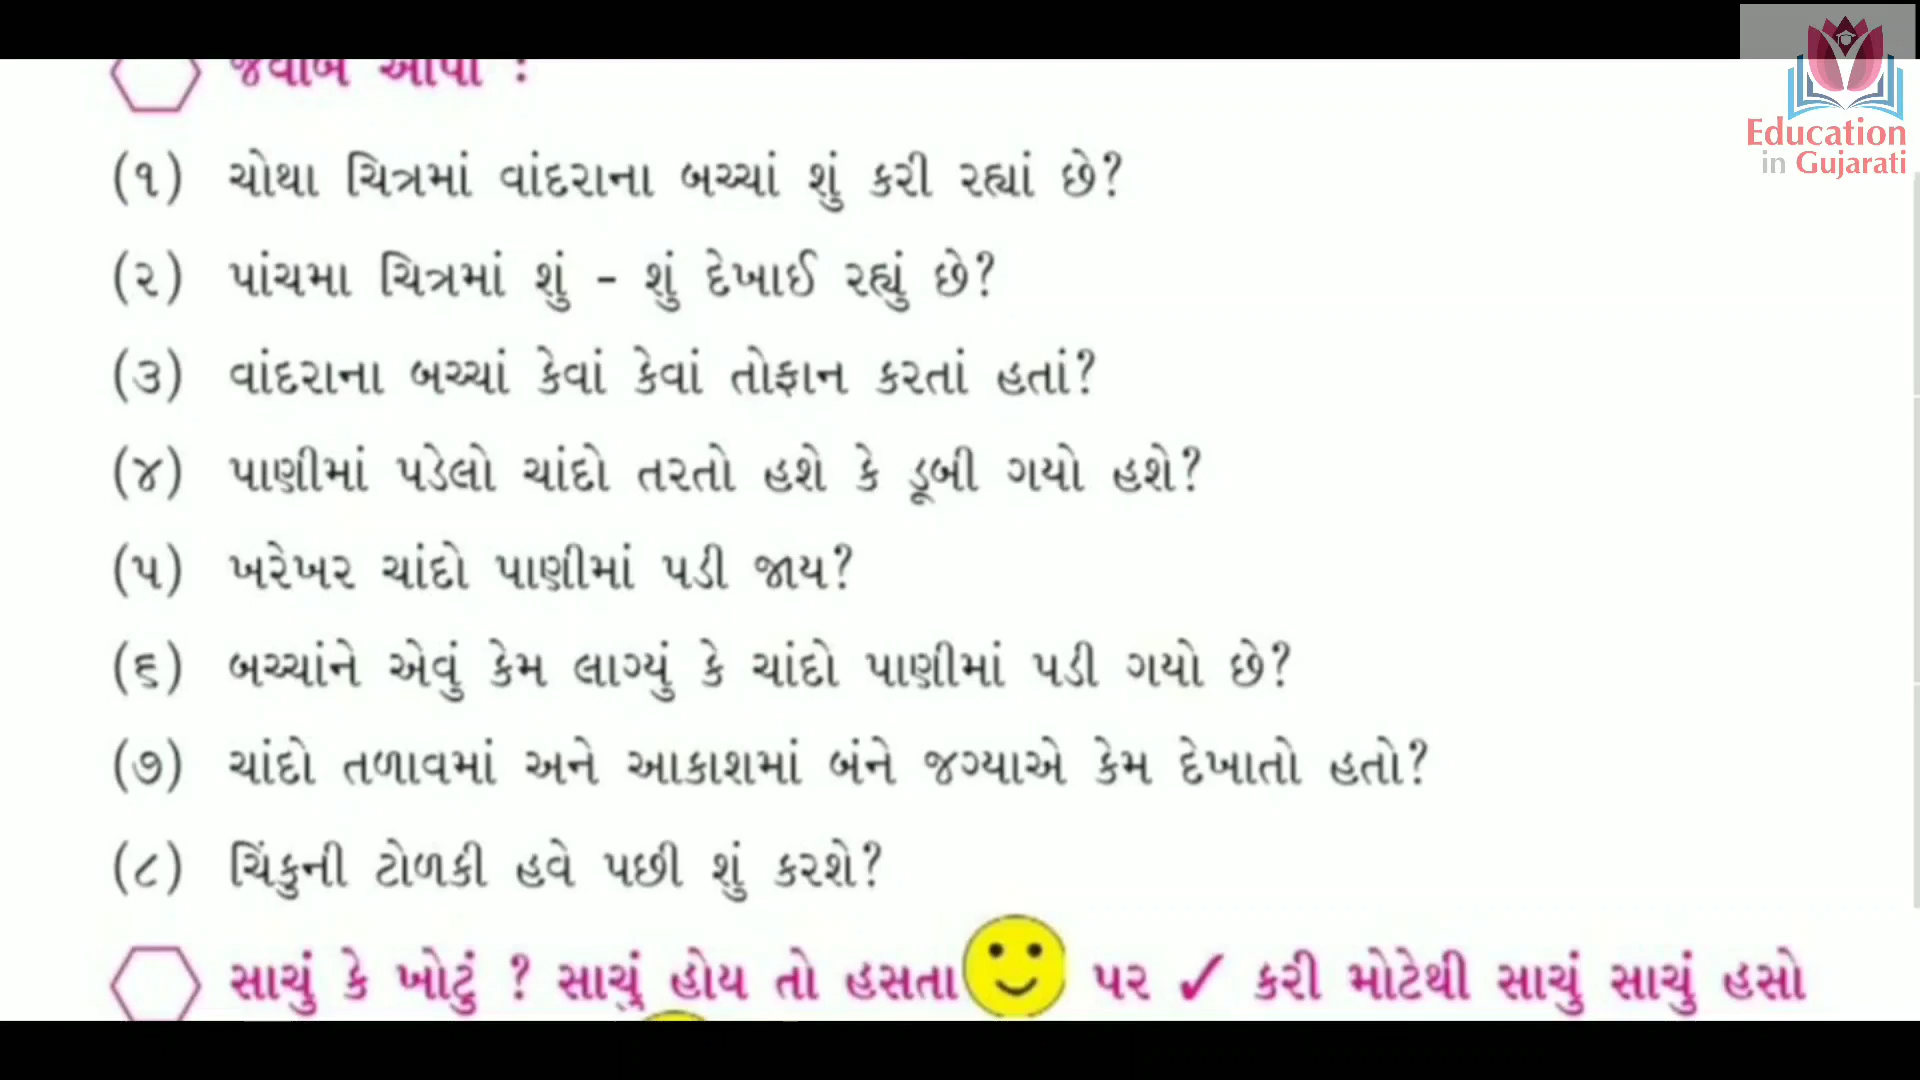 જવાબ આપો :
Education
in Gujarati
(૧) ચોથા ચિત્રમાં વાંદરાના બચ્ચાં શું કરી રહ્યાં છે?
(૨) પાંચમા ચિત્રમાં શું - શું દેખાઈ રહ્યું છે?
(૩) વાંદરાના બચ્ચાં કેવાં કેવાં તોફાન કરતાં હતાં?
(૪) પાણીમાં પડેલો ચાંદો તરતો હશે કે ડૂબી ગયો હશે?
(૫) ખરેખર ચાંદો પાણીમાં પડી જાય?
(૬) બચ્ચાંને એવું કેમ લાગ્યું કે ચાંદો પાણીમાં પડી ગયો છે?
(૭) ચાંદો તળાવમાં અને આકાશમાં બંને જગ્યાએ કેમ દેખાતો હતો?
(૮) ચિંકુની ટોળકી હવે પછી શું કરશે?
સાચું કે ખોટું ? સાચું હોય તો હસતા પર ✓ કરી મોટેથી સાચું સાચું હસો